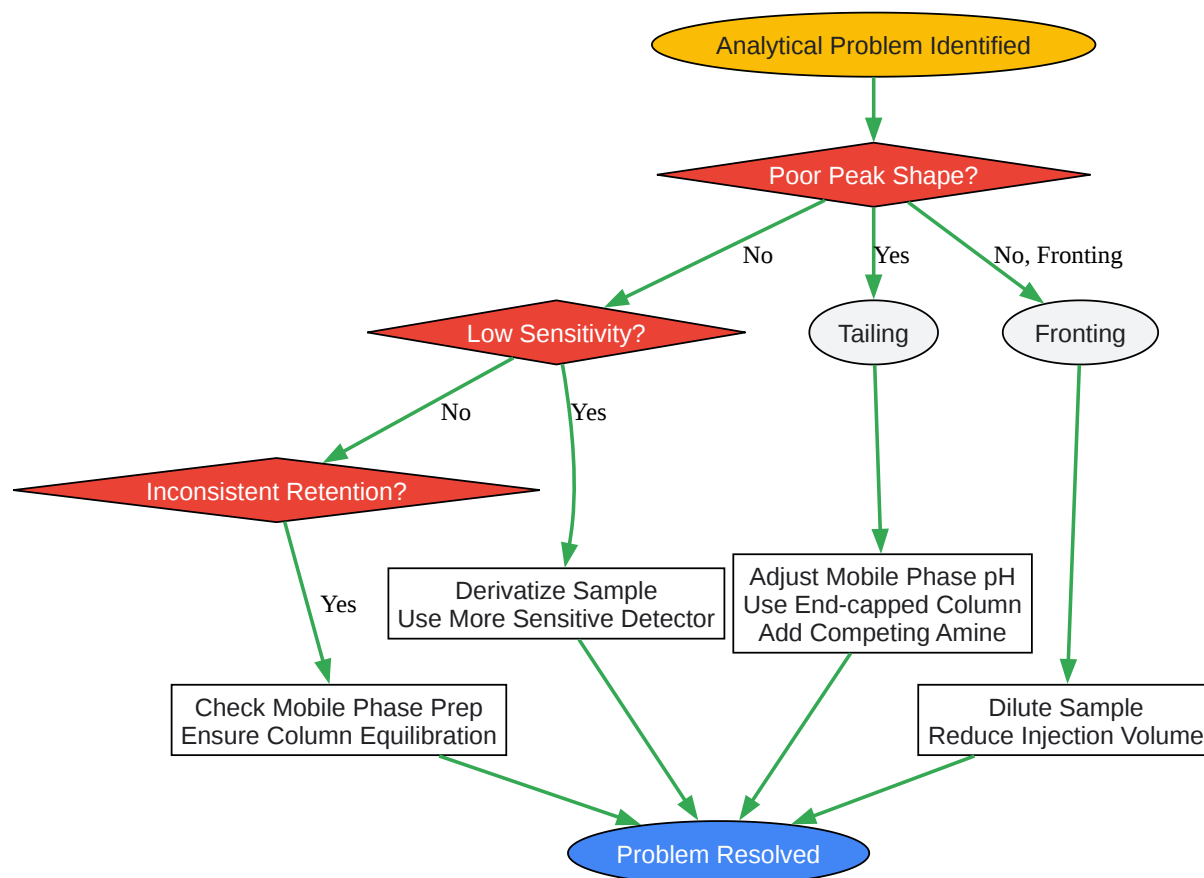 Analytical Problem Identified
Poor Peak Shape?
No
Yes
No, Fronting
Low Sensitivity?
Tailing
Fronting
No
Yes
Inconsistent Retention?
Yes
Derivatize Sample
Use More Sensitive Detector
Adjust Mobile Phase pH
Use End-capped Column
Add Competing Amine
Check Mobile Phase Prep
Ensure Column Equilibration
Dilute Sample
Reduce Injection Volume
Problem Resolved